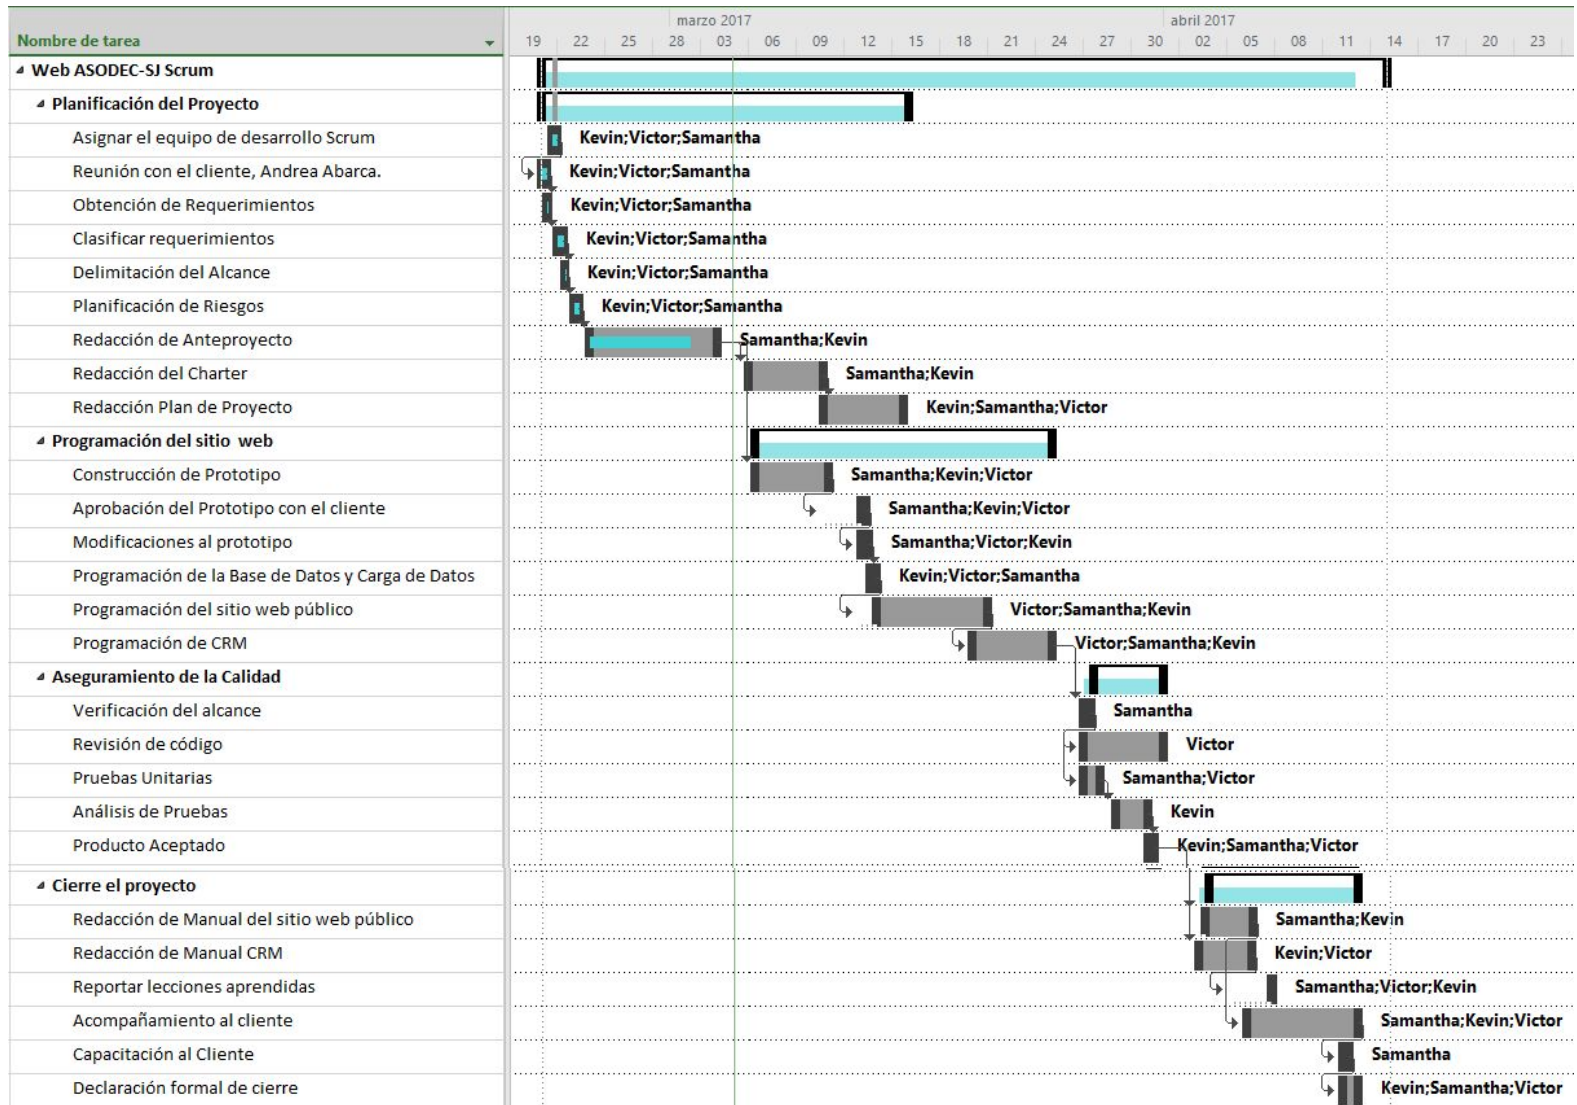 marzo 2017 abril 2017
Nombre de tarea 19 22 25 28 03 06 09 12 15 18 21 24 27 30 02 05 08 11 14 17 20 23
Web ASODEC-SJ Scrum
Planificación del Proyecto
Asignar el equipo de desarrollo Scrum Kevin;Victor;Samantha
Reunión con el cliente, Andrea Abarca. Kevin;Victor;Samantha
Obtención de Requerimientos Kevin;Victor;Samantha
Clasificar requerimientos Kevin;Victor;Samantha
Delimitación del Alcance Kevin;Victor;Samantha
Planificación de Riesgos Kevin;Victor;Samantha
Redacción de Anteproyecto Samantha;Kevin
Redacción del Charter Samantha;Kevin
Redacción Plan de Proyecto Kevin;Samantha;Victor
Programación del sitio web
Construcción de Prototipo Samantha;Kevin;Victor
Aprobación del Prototipo con el cliente Samantha;Kevin;Victor
Modificaciones al prototipo Samantha;Victor;Kevin
Programación de la Base de Datos y Carga de Datos Kevin;Victor;Samantha
Programación del sitio web público Victor;Samantha;Kevin
Programación de CRM Victor;Samantha;Kevin
Aseguramiento de la Calidad
Verificación del alcance Samantha
Revisión de código Victor
Pruebas Unitarias Samantha;Victor
Análisis de Pruebas Kevin
Producto Aceptado Kevin;Samantha;Victor
Cierre el proyecto
Redacción de Manual del sitio web público Samantha;Kevin
Redacción de Manual CRM Kevin;Victor
Reportar lecciones aprendidas Samantha;Victor;Kevin
Acompañamiento al cliente Samantha;Kevin;Victor
Capacitación al Cliente Samantha
Declaración formal de cierre Kevin;Samantha;Victor